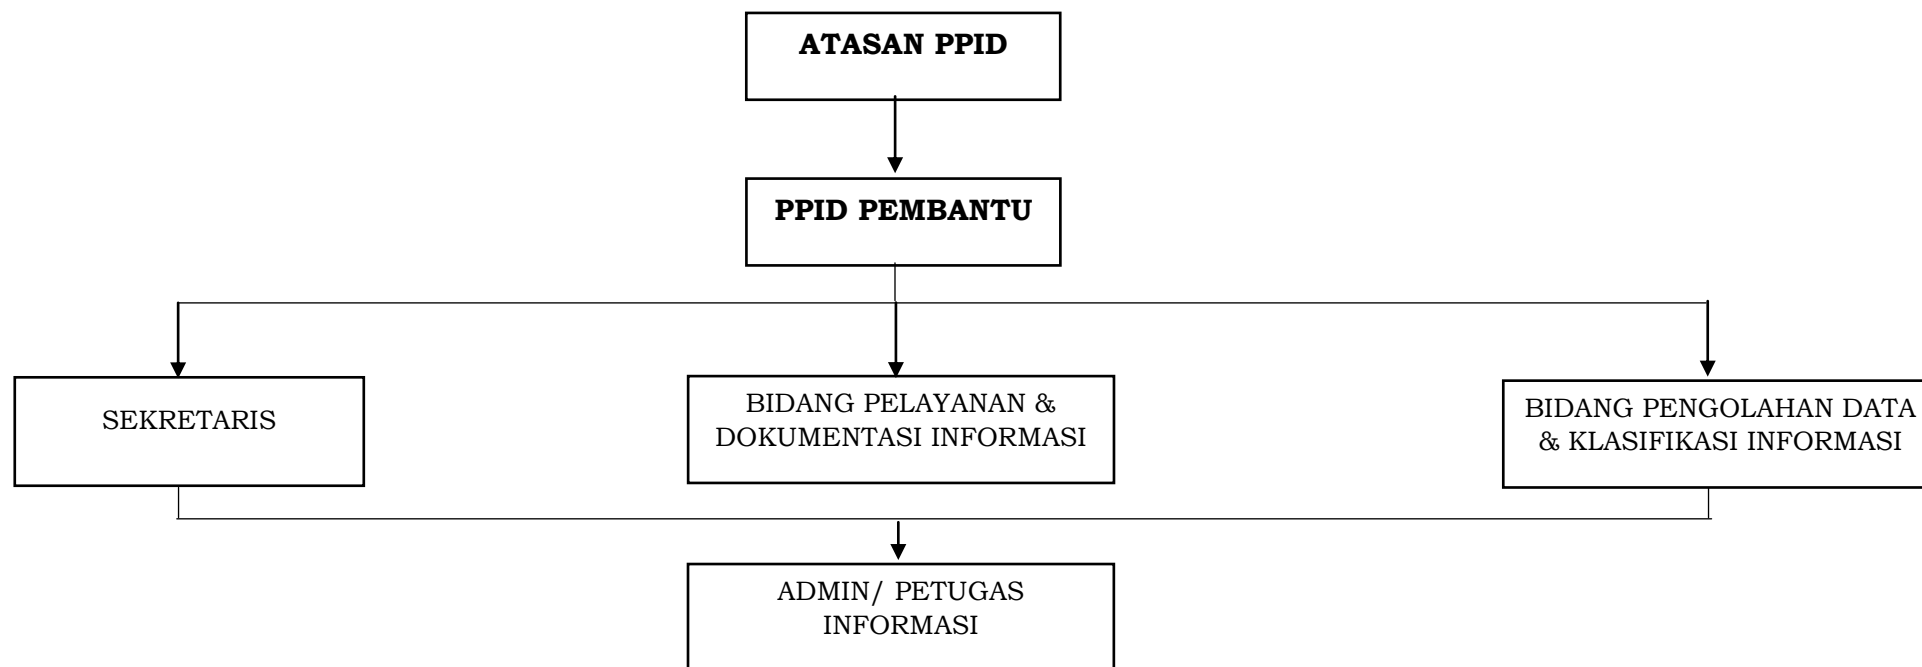 ATASAN PPID
PPID PEMBANTU
SEKRETARIS
BIDANG PELAYANAN &
DOKUMENTASI INFORMASI
BIDANG PENGOLAHAN DATA
& KLASIFIKASI INFORMASI
ADMIN/ PETUGAS
INFORMASI